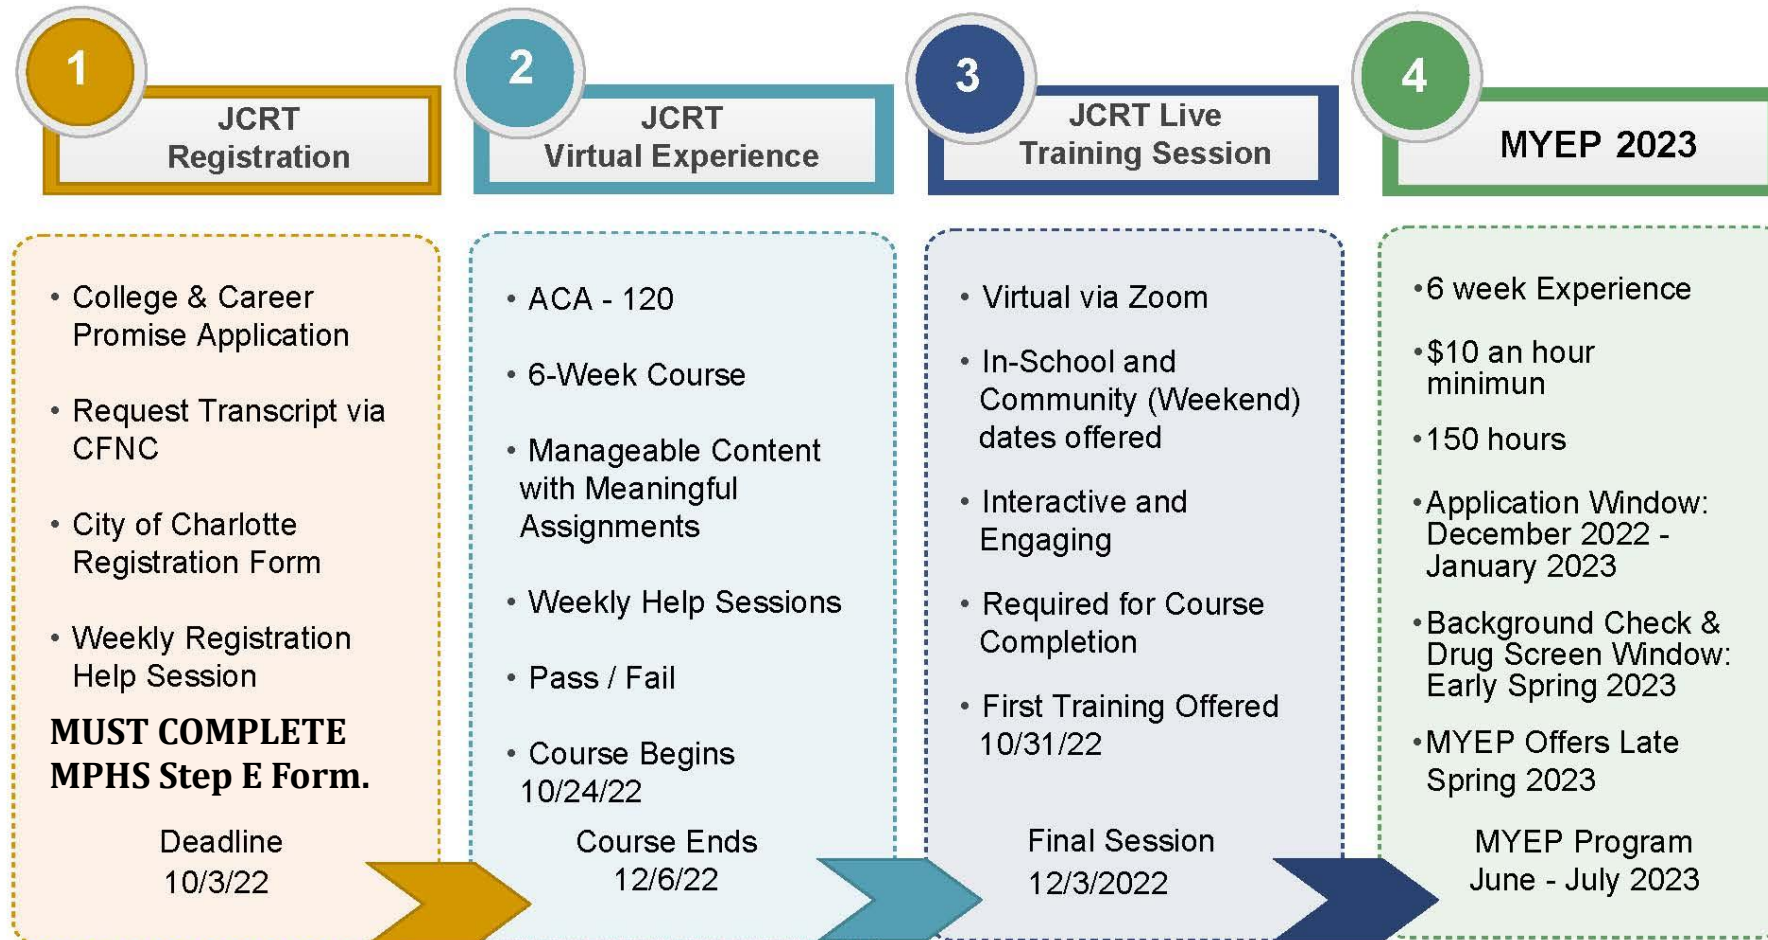 1
JCRT
Registration
• College & Career
Promise Application
• Request Transcript via
CFNC
• City of Charlotte
Registration Form
• Weekly Registration
Help Session
MUST COMPLETE
MPHS Step E Form.
Deadline
10/3/22
2
JCRT
Virtual Experience
• ACA - 120
• 6-Week Course
• Manageable Content
with Meaningful
Assignments
• Weekly Help Sessions
• Pass / Fail
• Course Begins
10/24/22
Course Ends
12/6/22
3
JCRT Live
Training Session
• Virtual via Zoom
• In-School and
Community (Weekend)
dates offered
• Interactive and
Engaging
• Required for Course
Completion
• First Training Offered
10/31/22
Final Session
12/3/2022
4
MYEP 2023
• 6 week Experience
• $10 an hour
minimun
• 150 hours
• Application Window:
December 2022 -
January 2023
• Background Check &
Drug Screen Window:
Early Spring 2023
• MYEP Offers Late
Spring 2023
MYEP Program
June - July 2023